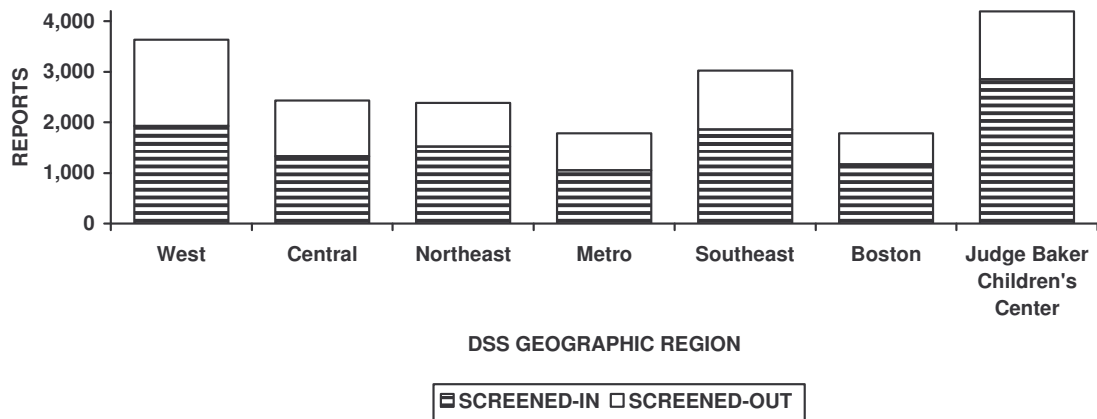 4,000
3,000
2,000
1,000
0
REPORTS
West Central Northeast Metro Southeast Boston Judge Baker
Children's
Center
DSS GEOGRAPHIC REGION
SCREENED-IN SCREENED-OUT